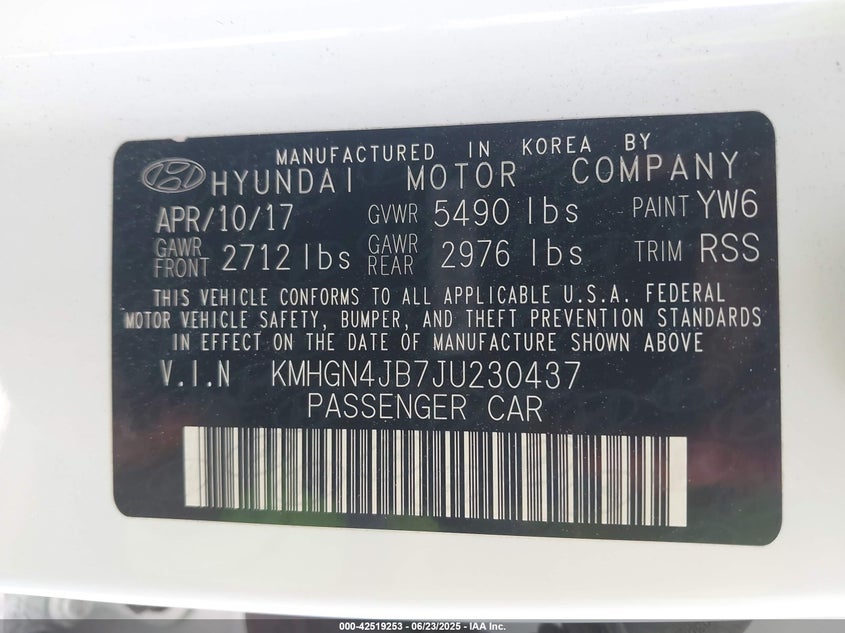 MANUFACTURED IN KOREA BY
HYUNDAI MOTOR COMPANY
APR/10/17 GVWR 5490 lbs PAINT YW6
GAWR FRONT 2712 lbs GAWR REAR 2976 lbs TRIM RSS
THIS VEHICLE CONFORMS TO ALL APPLICABLE U.S.A. FEDERAL
MOTOR VEHICLE SAFETY, BUMPER, AND THEFT PREVENTION STANDARDS
IN EFFECT ON THE DATE OF MANUFACTURE SHOWN ABOVE
V.I.N KMHGN4JB7JU230437
PASSENGER CAR
000-42519253 - 06/23/2025 - IAA Inc.